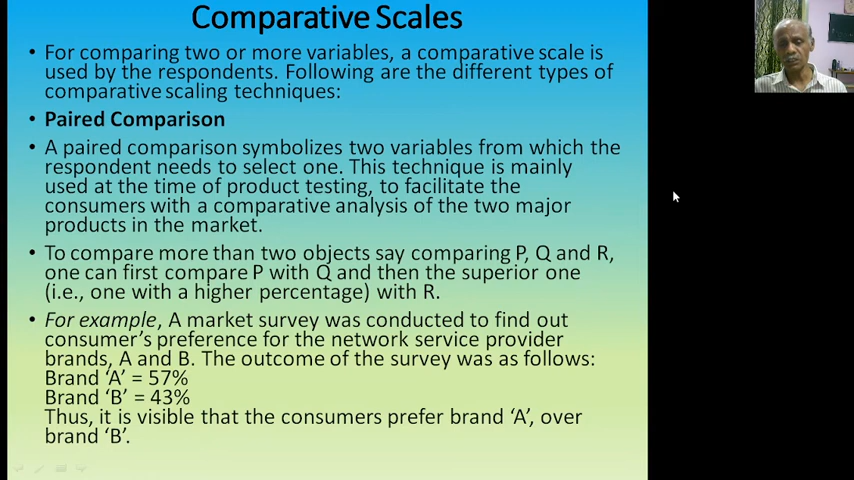 Comparative Scales
• For comparing two or more variables, a comparative scale is
used by the respondents. Following are the different types of
comparative scaling techniques:
• Paired Comparison
• A paired comparison symbolizes two variables from which the
respondent needs to select one. This technique is mainly
used at the time of product testing, to facilitate the
consumers with a comparative analysis of the two major
products in the market.
• To compare more than two objects say comparing P, Q and R,
one can first compare P with Q and then the superior one
(i.e., one with a higher percentage) with R.
• For example, A market survey was conducted to find out
consumer’s preference for the network service provider
brands, A and B. The outcome of the survey was as follows:
Brand ‘A’ = 57%
Brand ‘B’ = 43%
Thus, it is visible that the consumers prefer brand ‘A’, over
brand ‘B’.